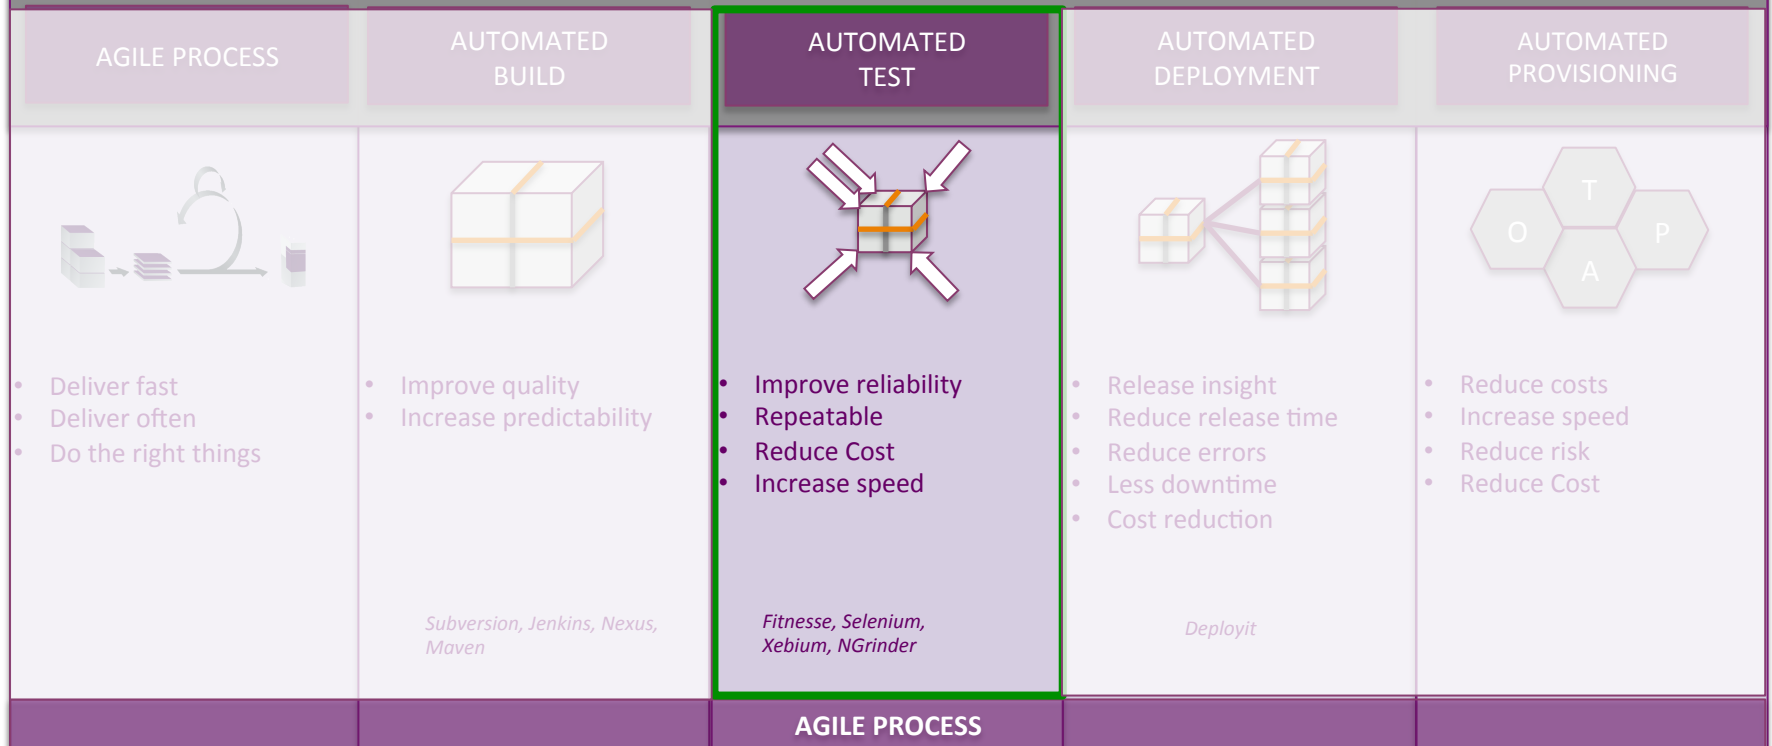 AGILE PROCESS
AUTOMATED
BUILD
AUTOMATED
TEST
AUTOMATED
DEPLOYMENT
AUTOMATED
PROVISIONING
T
O
P
A
• Deliver fast
• Deliver often
• Do the right things
• Improve quality
• Increase predictability
• Improve reliability
• Repeatable
• Reduce Cost
• Increase speed
• Release insight
• Reduce release time
• Reduce errors
• Less downtime
• Cost reduction
• Reduce costs
• Increase speed
• Reduce risk
• Reduce Cost
Subversion, Jenkins, Nexus,
Maven
Fitnesse, Selenium,
Xebium, NGrinder
Deployit
AGILE PROCESS